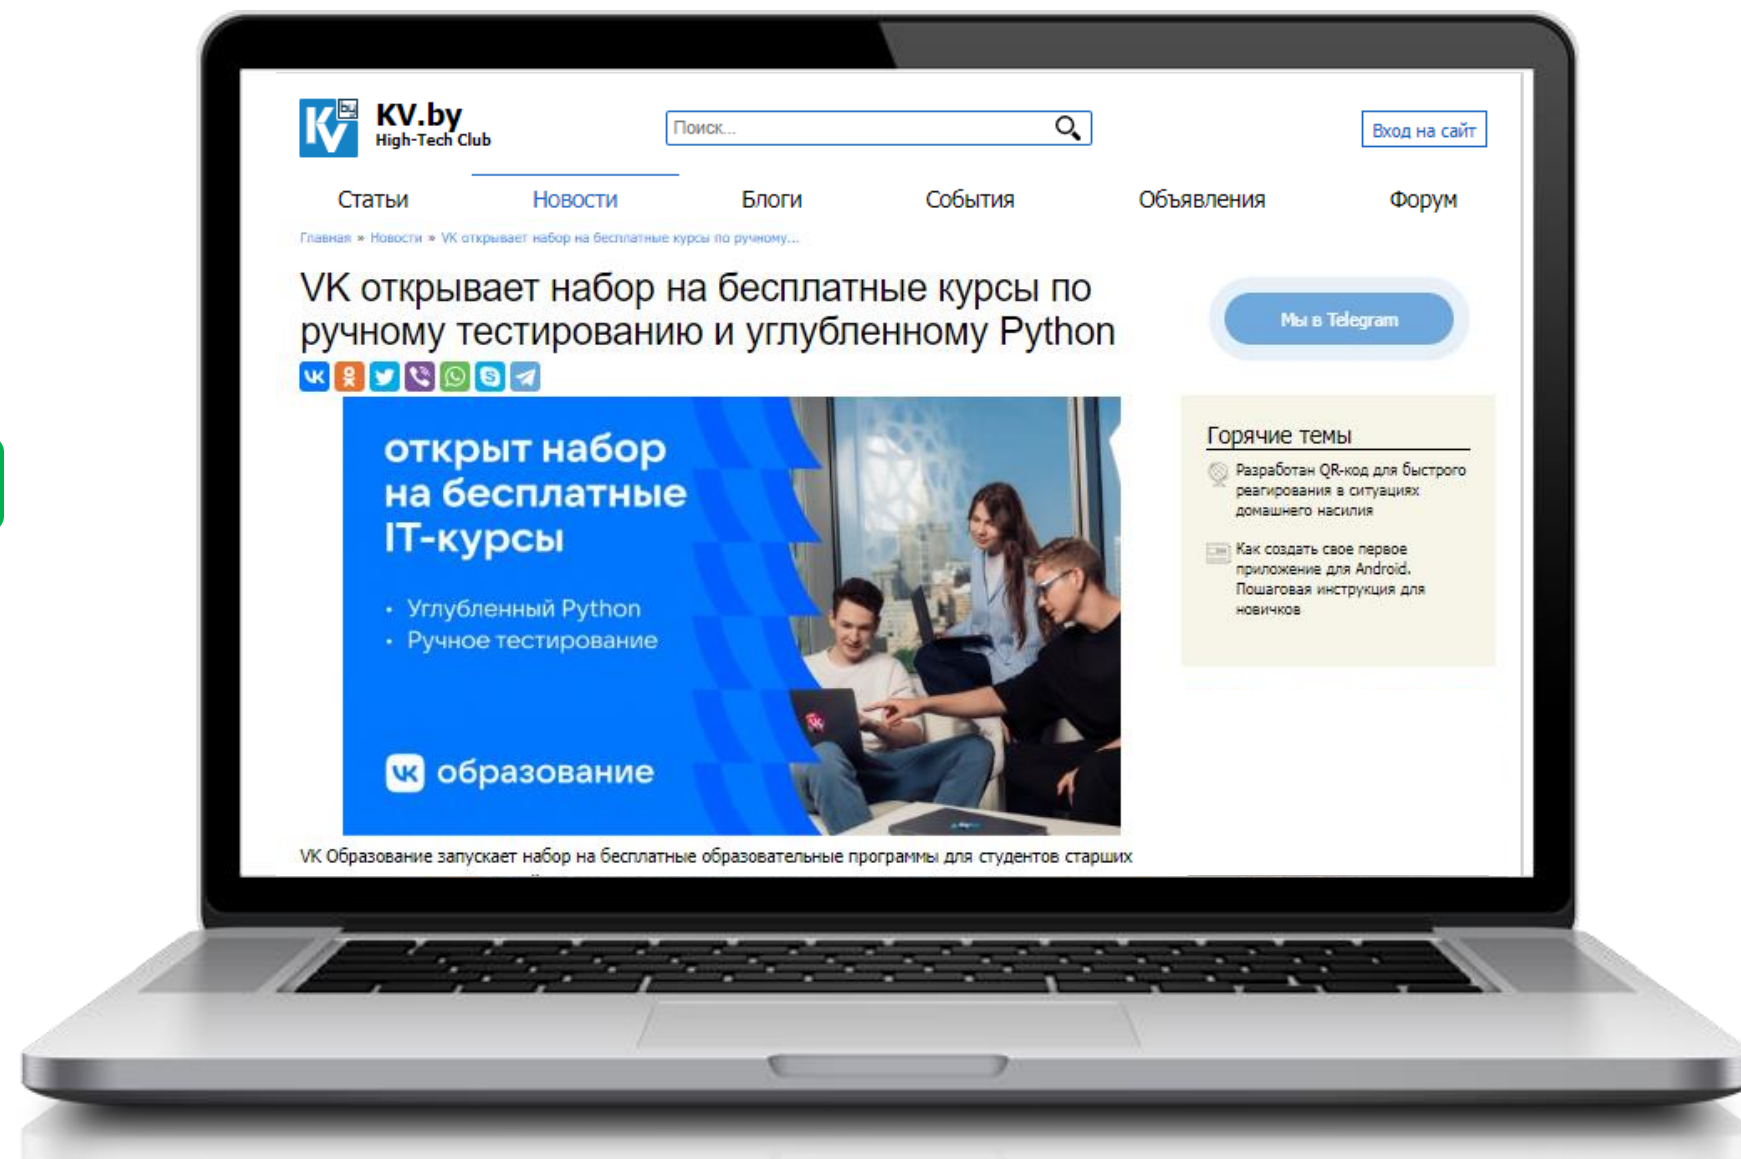 KV by
KV.by
High-Tech Club
Поиск...
Вход на сайт
Статьи
Новости
Блоги
События
Объявления
Форум
Главная » Новости » VK открывает набор на бесплатные курсы по ручному...
VK открывает набор на бесплатные курсы по
ручному тестированию и углубленному Python
Мы в Telegram
открыт набор
на бесплатные
IT-курсы
• Углубленный Python
• Ручное тестирование
образование
Горячие темы
Разработан QR-код для быстрого
реагирования в ситуациях
домашнего насилия
Как создать свое первое
приложение для Android.
Пошаговая инструкция для
новичков
VK Образование запускает набор на бесплатные образовательные программы для студентов старших